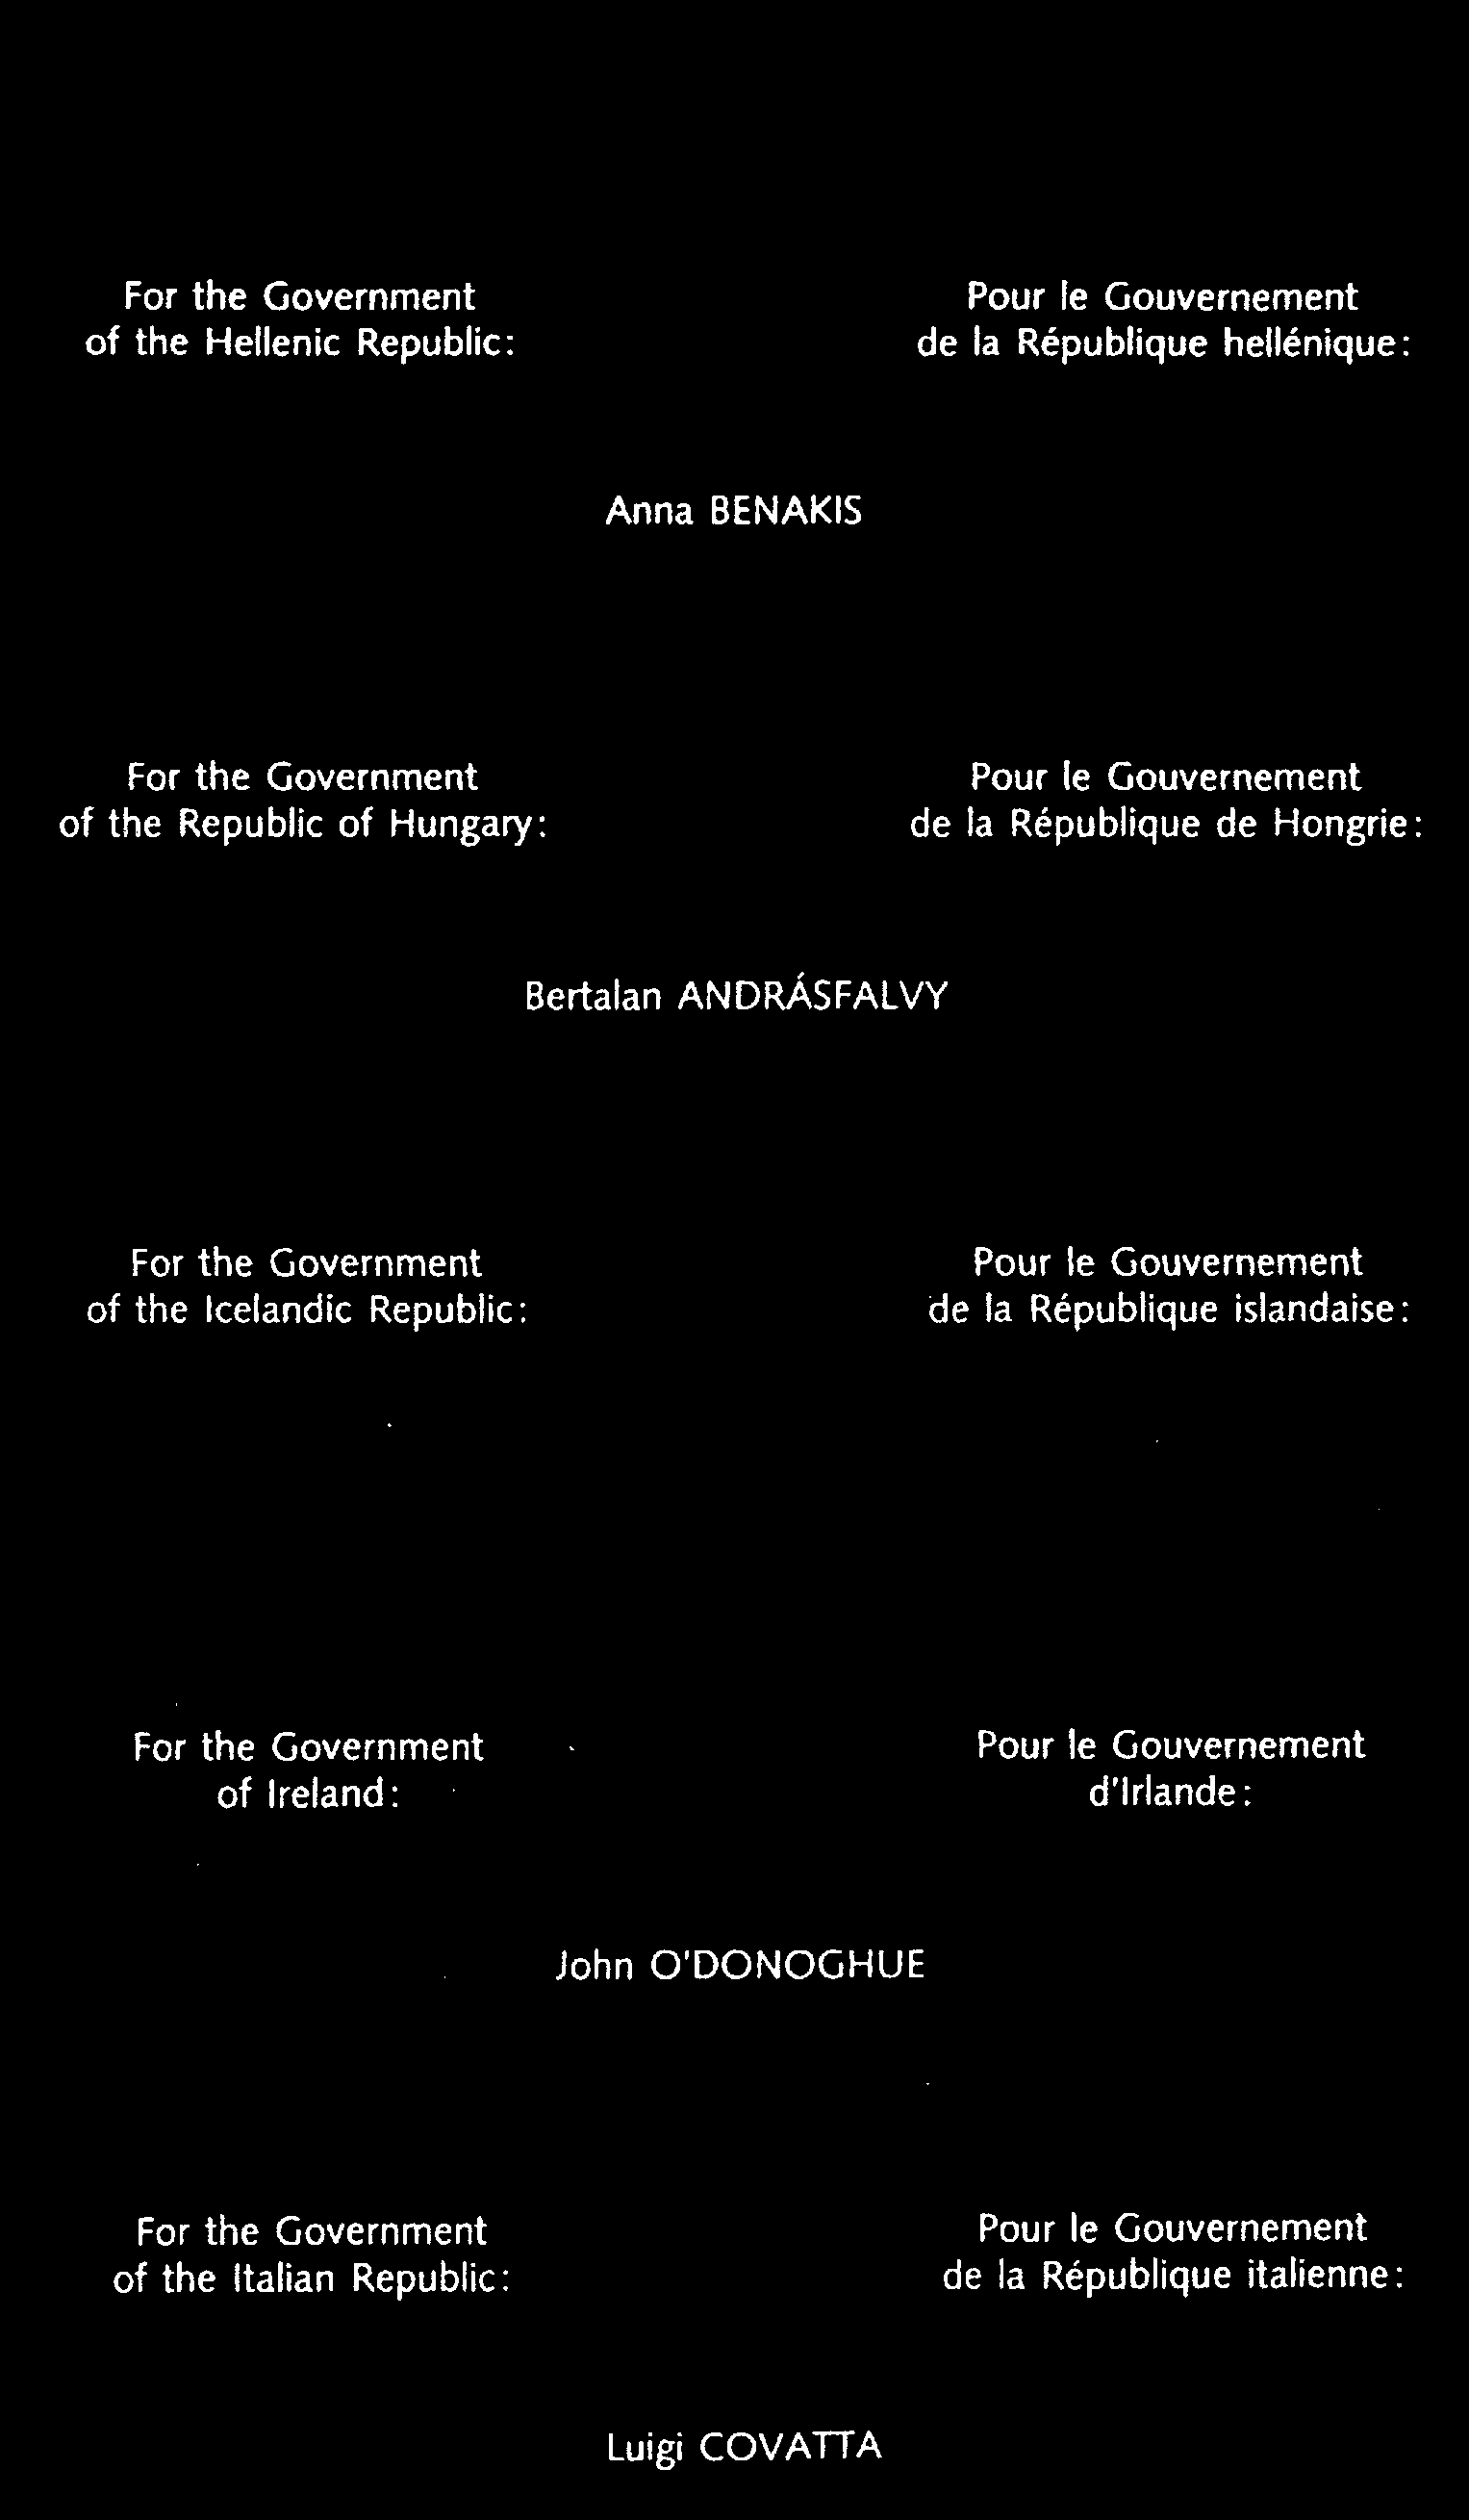 For the Government
of the Hellenic Republic:
Pour le Gouvernement
de la République hellénique:
Anna BENAKIS
For the Government
of the Republic of Hungary:
Pour le Gouvernement
de la République de Hongrie:
Bertalan ANDRÁSFALVY
For the Government
of the Icelandic Republic:
Pour le Gouvernement
de la République islandaise:
For the Government
of Ireland:
Pour le Gouvernement
d'Irlande:
John O'DONOGHUE
For the Government
of the Italian Republic:
Pour le Gouvernement
de la République italienne:
Luigi COVATTA